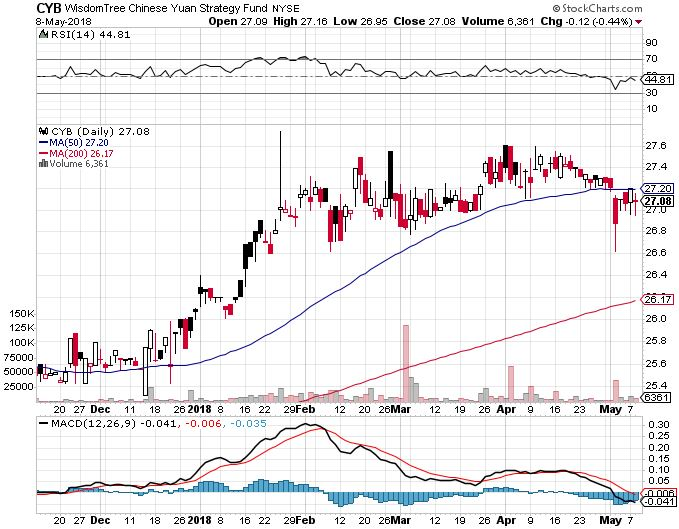 CYB WisdomTree Chinese Yuan Strategy Fund NYSE © StockCharts.com
8-May-2018 Open 27.09 High 27.16 Low 26.95 Close 27.08 Volume 6,361 Chg -0.12 (-0.44%)
RSI(14) 44.81
90
70
50
44.81
30
10
CYB (Daily) 27.08
MA(50) 27.20
MA(200) 26.17
Volume 6,361
27.6
27.4
27.20
27.08
27.0
26.8
26.6
26.4
26.17
26.0
25.8
25.6
25.4
6361
150K
125K
100K
75000
50000
25000
20 27 Dec 11 18 26 2018 8 16 22 29 Feb 12 20 26 Mar 12 19 26 Apr 9 16 23 May 7
MACD(12,26,9) -0.041, -0.006, -0.035
0.30
0.25
0.20
0.15
0.10
0.05
-0.006
-0.041
20 27 Dec 11 18 26 2018 8 16 22 29 Feb 12 20 26 Mar 12 19 26 Apr 9 16 23 May 7